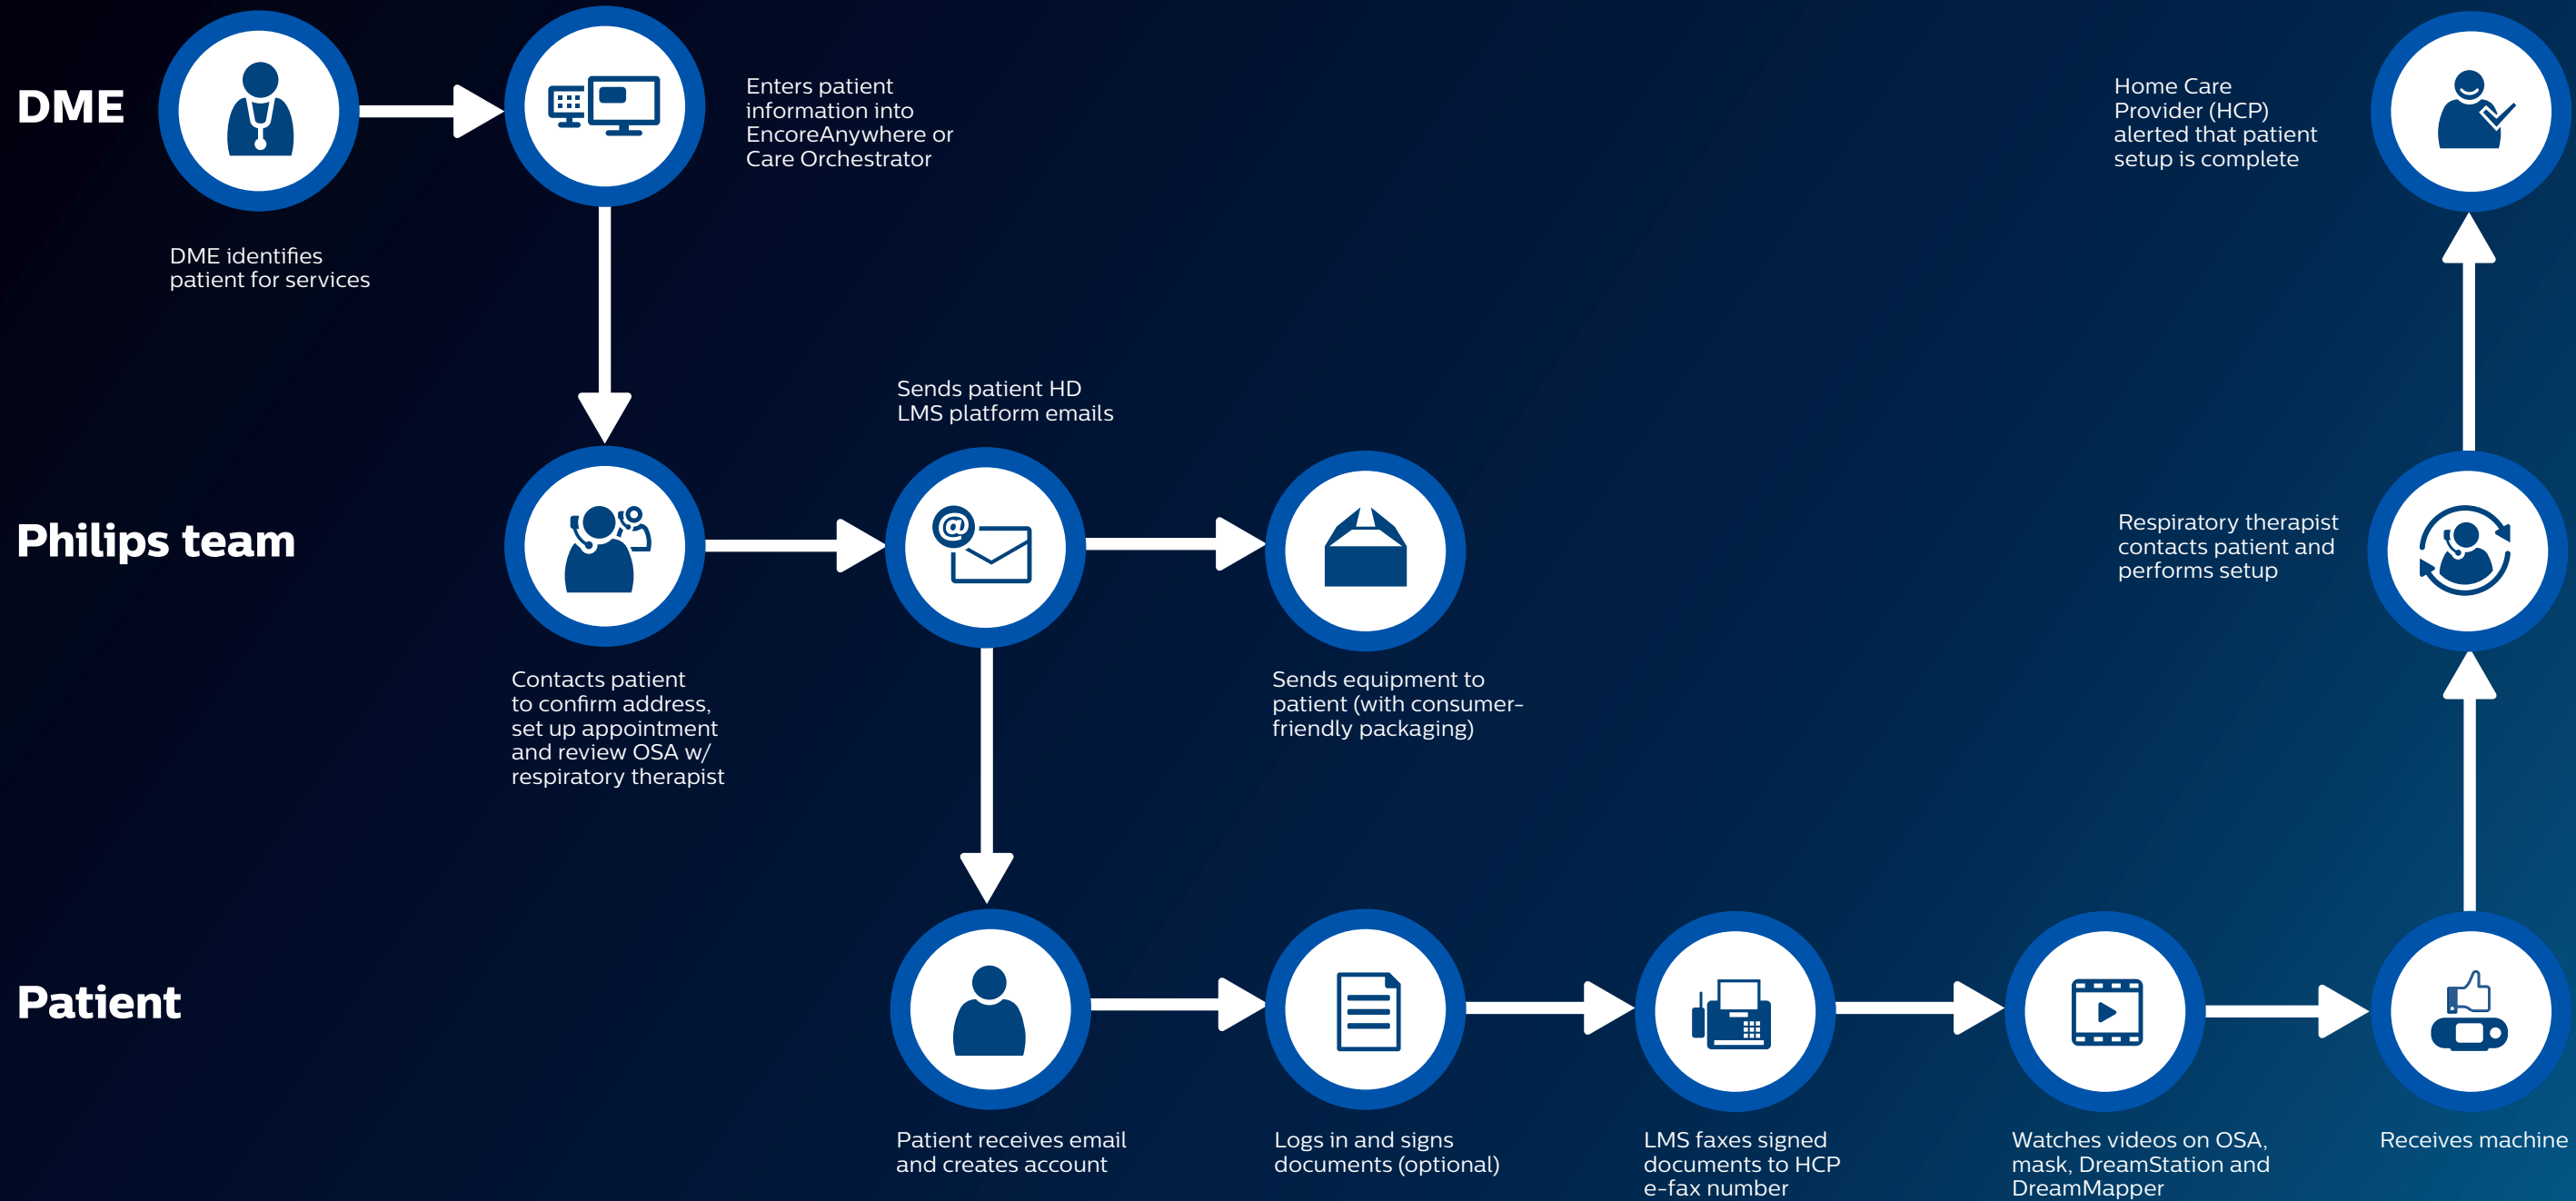 DME
DME identifies
patient for services
Enters patient
information into
EncoreAnywhere or
Care Orchestrator
Home Care
Provider (HCP)
alerted that patient
setup is complete
Philips team
Contacts patient
to confirm address,
set up appointment
and review OSA w/
respiratory therapist
Sends patient HD
LMS platform emails
@
Sends equipment to
patient (with consumer-
friendly packaging)
Respiratory therapist
contacts patient and
performs setup
Patient
Patient receives email
and creates account
Logs in and signs
documents (optional)
LMS faxes signed
documents to HCP
e-fax number
Watches videos on OSA,
mask, DreamStation and
DreamMapper
Receives machine